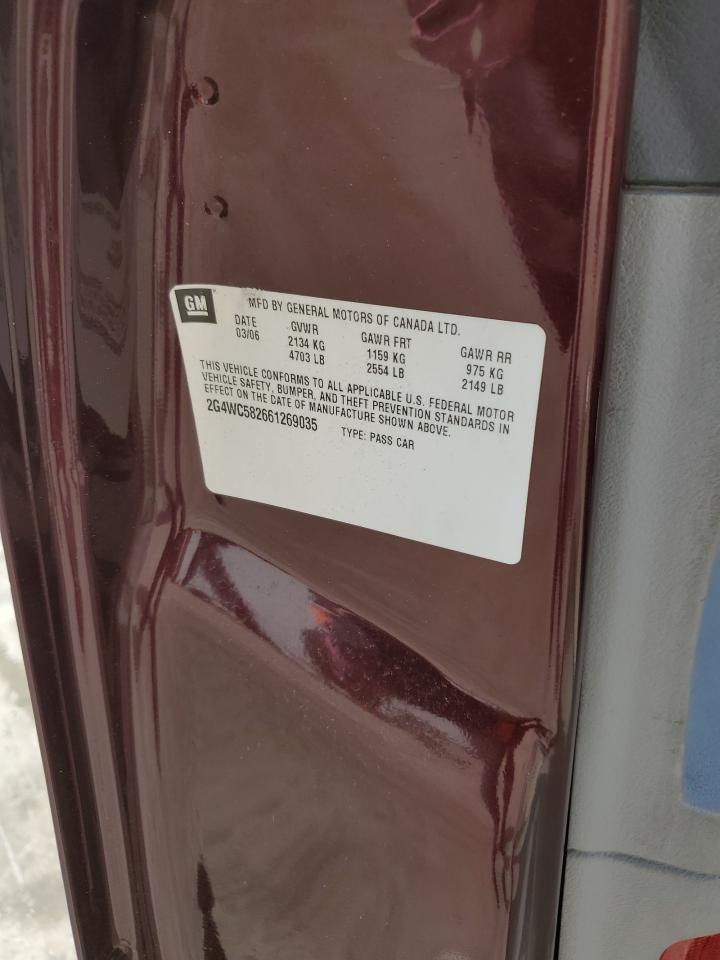 GM
MFD BY GENERAL MOTORS OF CANADA LTD.
DATE GVWR GAWR FRT GAWR RR
03/06 2134 KG 1159 KG 975 KG
4703 LB 2554 LB 2149 LB
THIS VEHICLE CONFORMS TO ALL APPLICABLE U.S. FEDERAL MOTOR
VEHICLE SAFETY, BUMPER, AND THEFT PREVENTION STANDARDS IN
EFFECT ON THE DATE OF MANUFACTURE SHOWN ABOVE.
2G4WC582661269035 TYPE: PASS CAR